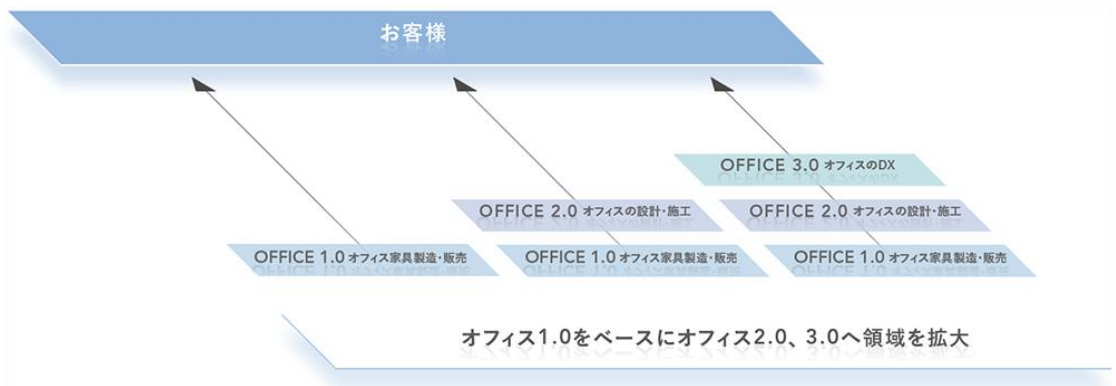 お客様
OFFICE 3.0 オフィスのDX
OFFICE 2.0 オフィスの設計・施工
OFFICE 2.0 オフィスの設計・施工
OFFICE 1.0 オフィス家具製造・販売
OFFICE 1.0 オフィス家具製造・販売
OFFICE 1.0 オフィス家具製造・販売
オフィス1.0をベースにオフィス2.0、3.0へ領域を拡大